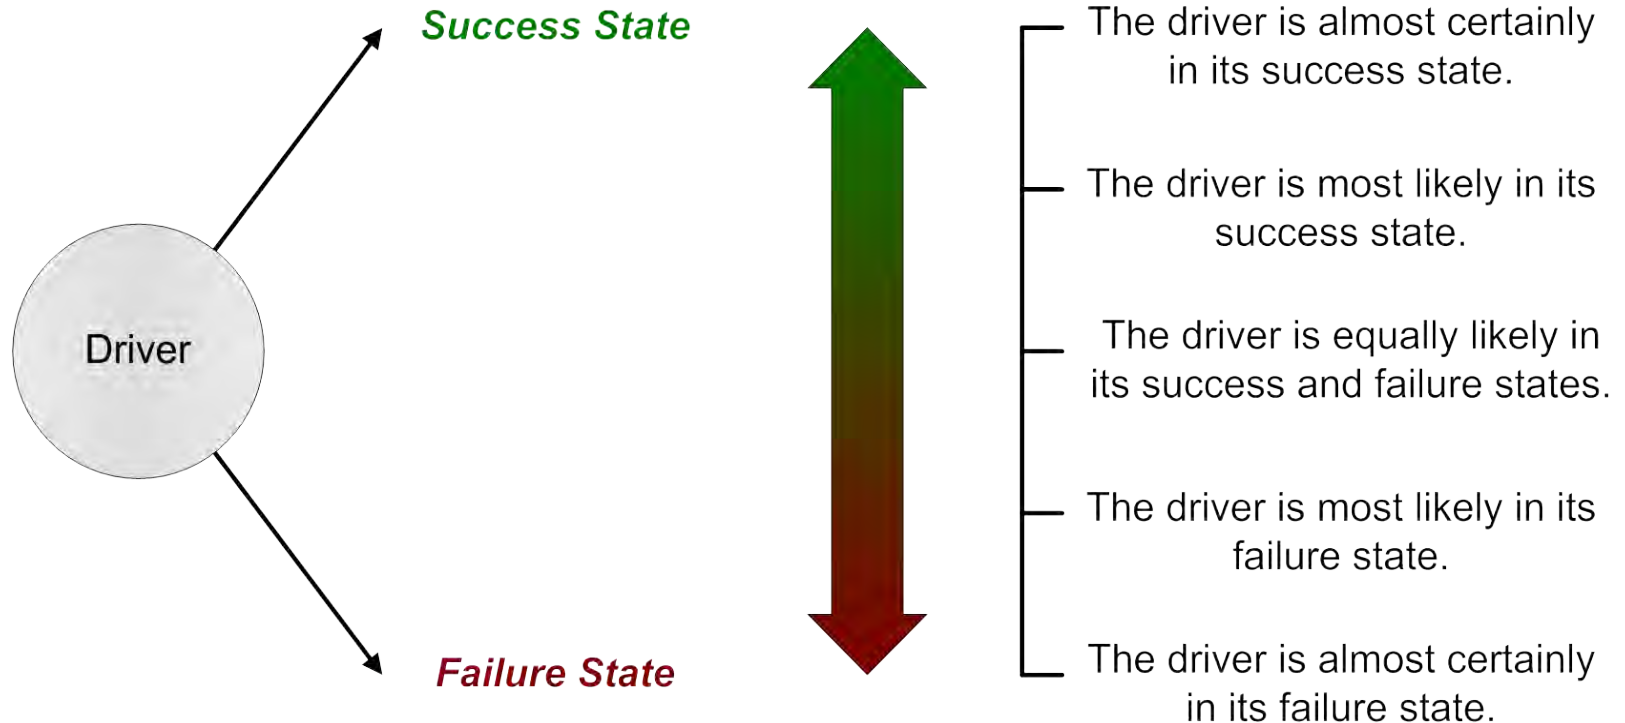 Success State
The driver is almost certainly
in its success state.
The driver is most likely in its
success state.
Driver
The driver is equally likely in
its success and failure states.
The driver is most likely in its
failure state.
Failure State
The driver is almost certainly
in its failure state.